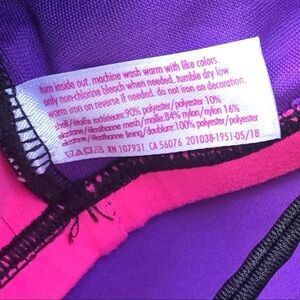 turn inside out. machine wash warm with like colors.
only non-chlorine bleach when needed. tumble dry low.
warm iron on reverse if needed. do not iron on decoration.
shell / étoile extérieure: 90% polyester/polyester 10%
elastane / élasthanne mesh / maille: 84% nylon/nylon 16%
elastane / élasthanne lining / doublure: 100% polyester/polyester
RN 107931 CA 56076 201038-1951-05/18